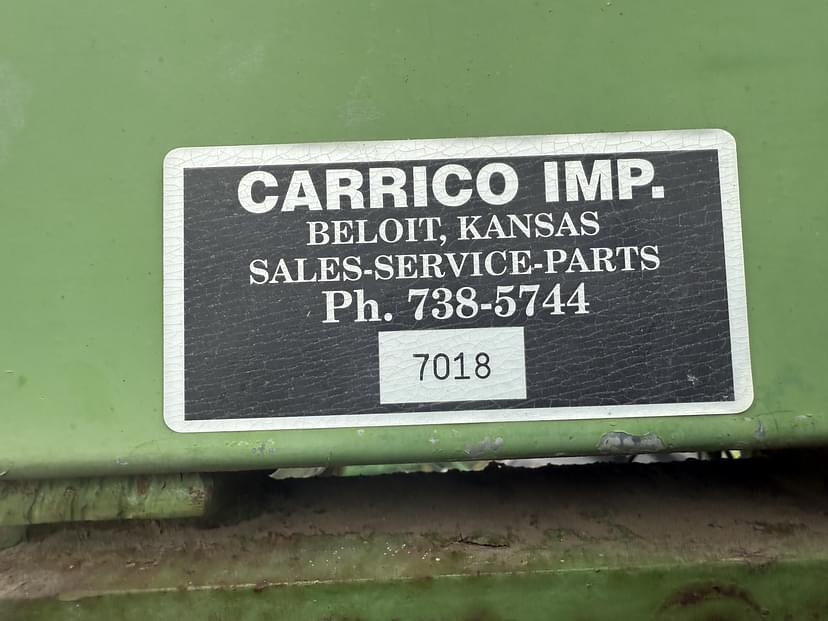 CARRICO IMP.
BELOIT, KANSAS
SALES-SERVICE-PARTS
Ph. 738-5744
7018